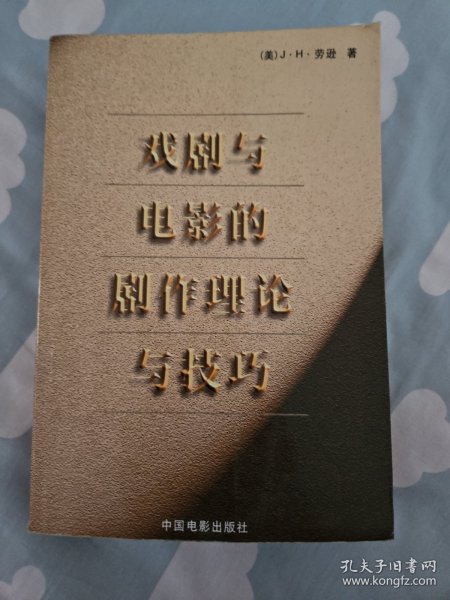 (美)J·H·劳逊 著
戏剧与
电影的
剧作理论
与技巧
中国电影出版社
孔夫子旧书网
www.kongfz.com